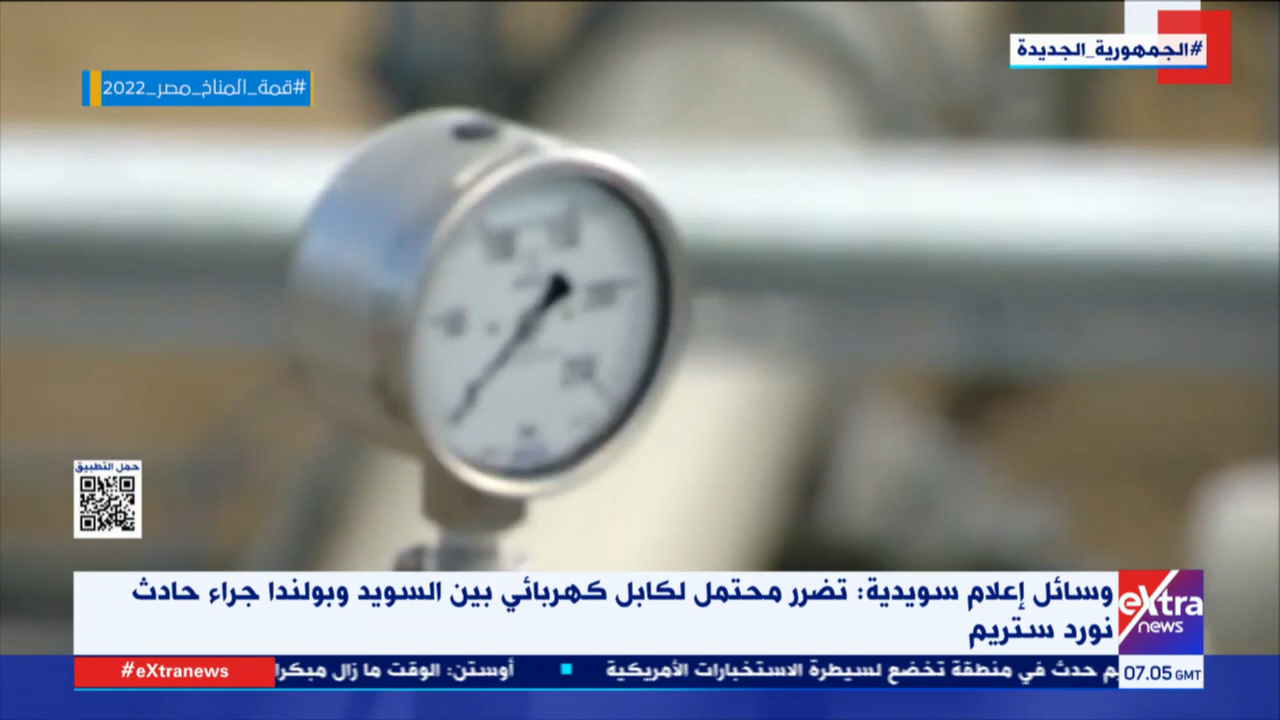 #الجمهورية_الجديدة
#قمة_المناخ_مصر_2022
حمل التطبيق
وسائل إعلام سويدية: تضرر محتمل لكابل كهربائي بين السويد وبولندا جراء حادث
نورد ستريم
eXtra
news
حدث في منطقة تخضع لسيطرة الاستخبارات الأمريكية ■ أوستن: الوقت ما زال مبكرا
#eXtranews
07.05 GMT